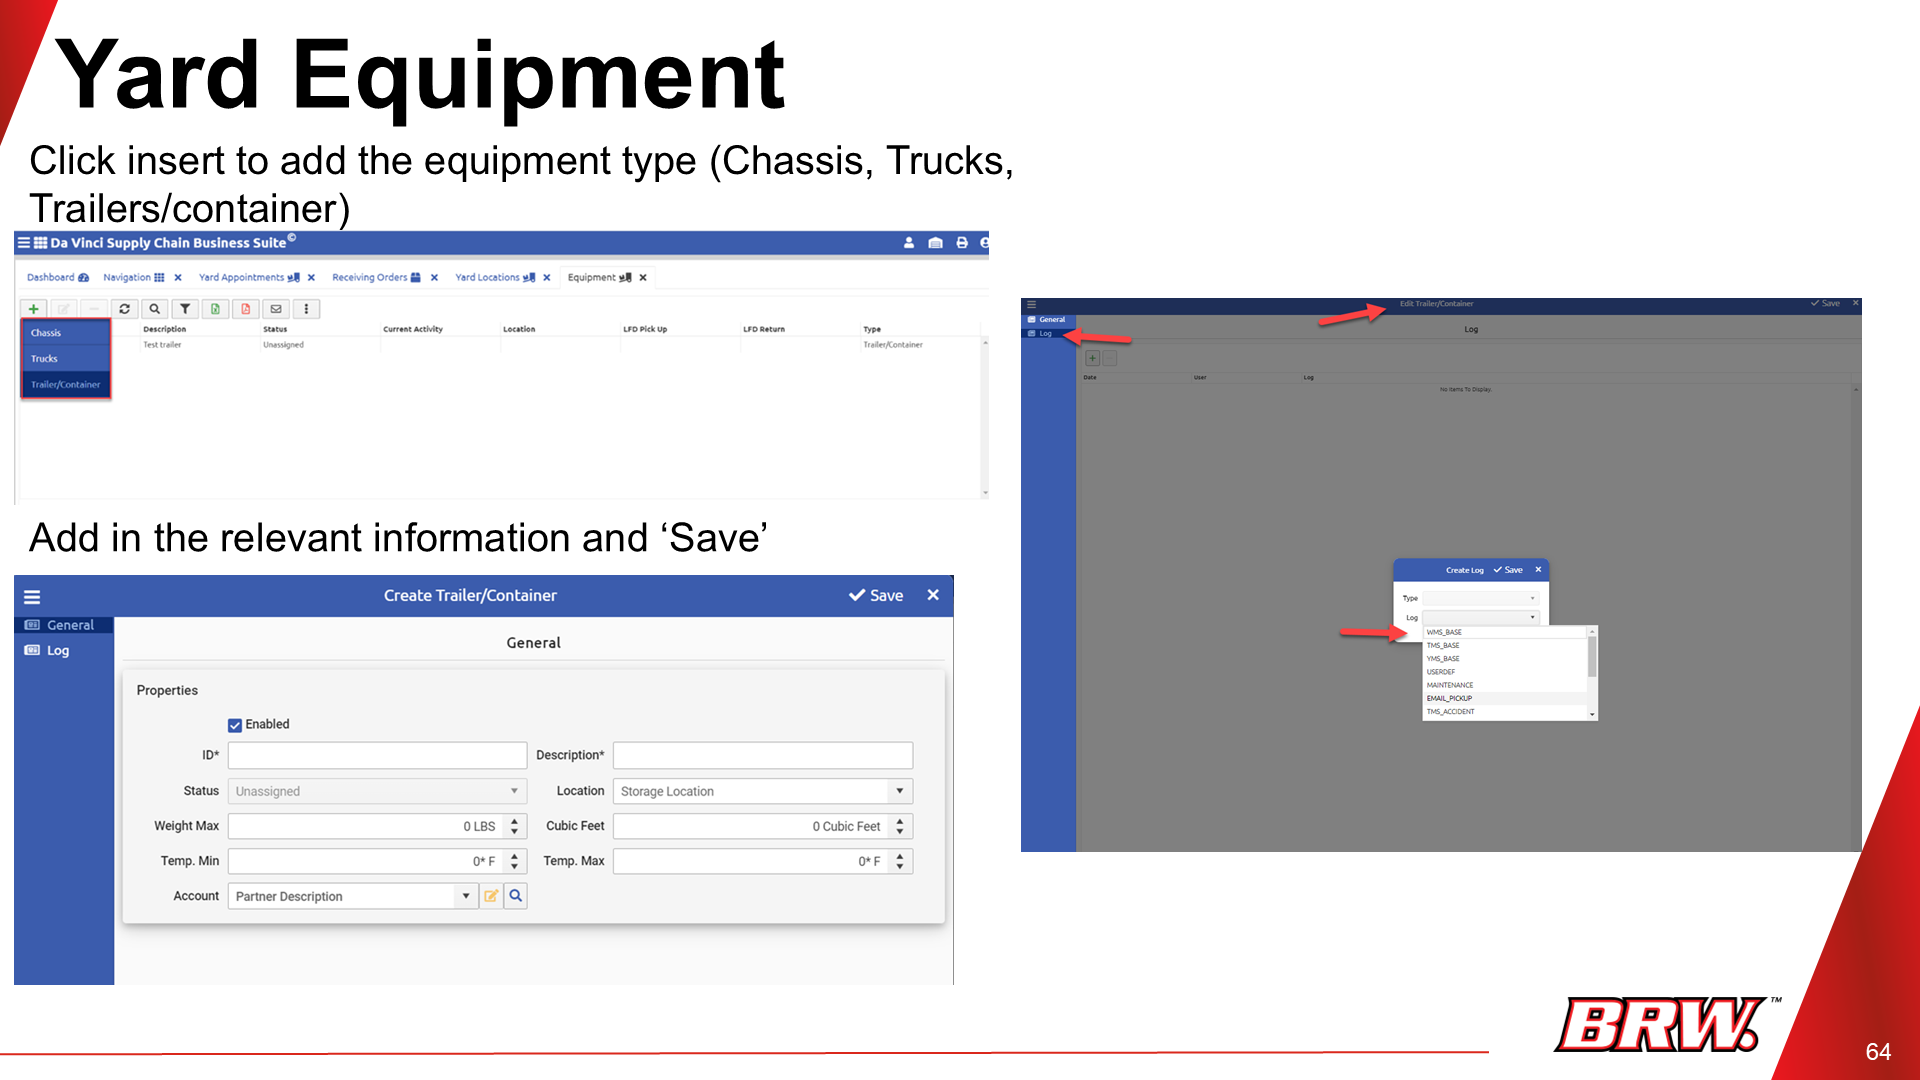 Yard Equipment
Click insert to add the equipment type (Chassis, Trucks,
Trailers/container)
Da Vinci Supply Chain Business Suite©
Dashboard Navigation Yard Appointments Receiving Orders Yard Locations Equipment
Description Status Current Activity Location LFD Pick Up LFD Return Type
Chassis
Test trailer Unassigned Trailer/Container
Trucks
Trailer/Container
Add in the relevant information and ‘Save’
Create Trailer/Container Save
General
Log
General
Properties
Enabled
ID* Description*
Status Unassigned Location Storage Location
Weight Max 0 LBS Cubic Feet 0 Cubic Feet
Temp. Min 0* F Temp. Max 0* F
Account Partner Description
Edit Trailer/Container Save
General
Log
Log
Date User Log
No Items To Display.
Create Log Save
Type
Log
WMS_BASE
TMS_BASE
YMS_BASE
USERDEF
MAINTENANCE
EMAIL_PICKUP
TMS_ACCIDENT
BRW.™
64